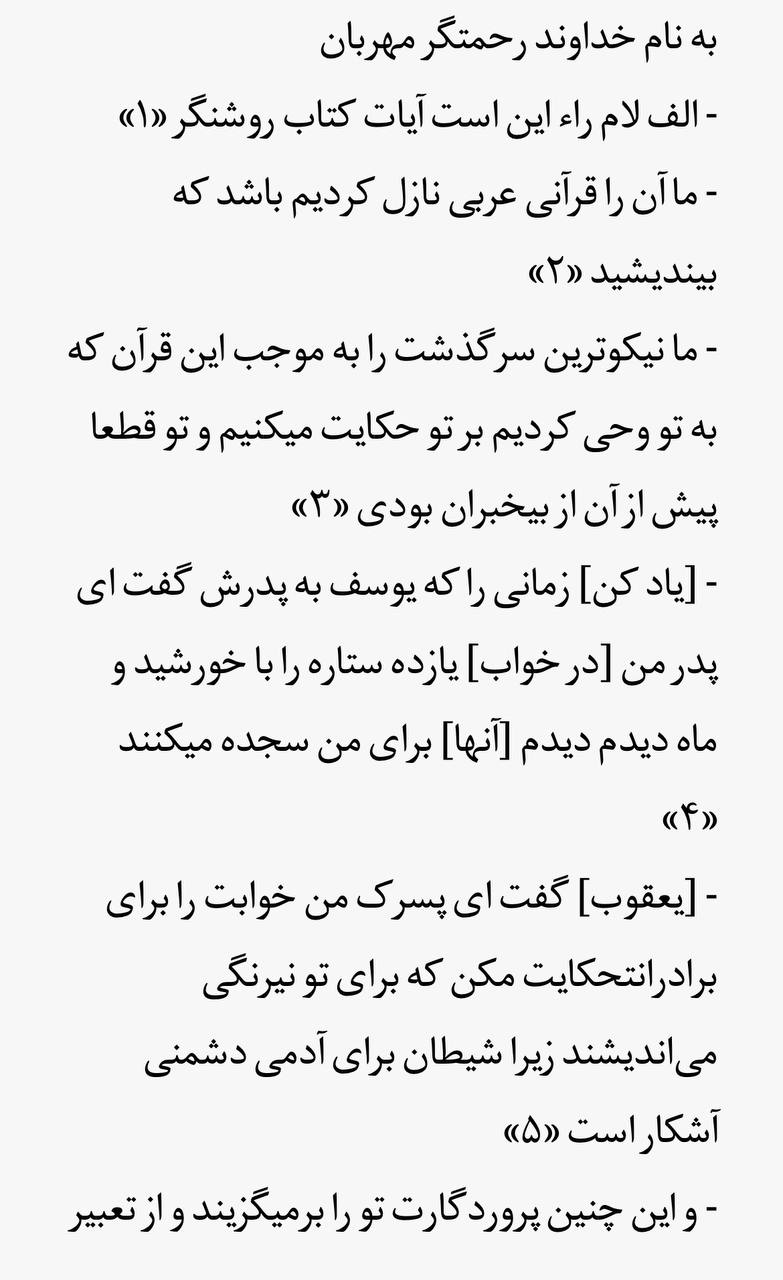 به نام خداوند رحمتگر مهربان
- الف لام راء این است آیات کتاب روشنگر «۱»
- ما آن را قرآنی عربی نازل کردیم باشد که
بیندیشید «۲»
- ما نیکوترین سرگذشت را به موجب این قرآن که
به تو وحی کردیم بر تو حکایت میکنیم و تو قطعا
پیش از آن از بیخبران بودی «۳»
- [یاد کن] زمانی را که یوسف به پدرش گفت ای
پدر من [در خواب] یازده ستاره را با خورشید و
ماه دیدم دیدم [آنها] برای من سجده میکنند
«۴»
- [یعقوب] گفت ای پسرک من خوابت را برای
برادرانتحکایت مکن که برای تو نیرنگی
می‌اندیشند زیرا شیطان برای آدمی دشمنی
آشکار است «۵»
- و این چنین پروردگارت تو را برمیگزیند و از تعبیر